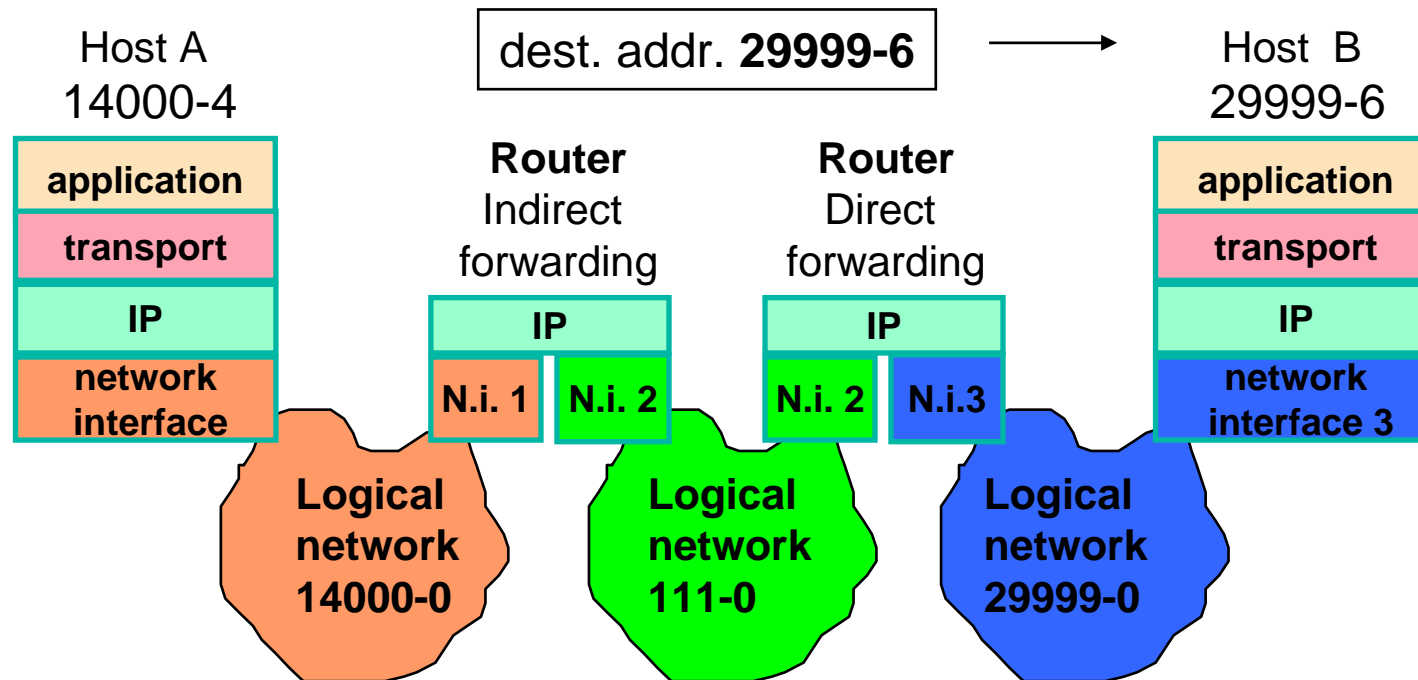 Host A
14000-4
dest. addr. 29999-6
Host B
29999-6
application
transport
IP
network
interface
Router
Indirect
forwarding
IP
N.i. 1
N.i. 2
Router
Direct
forwarding
IP
N.i. 2
N.i.3
application
transport
IP
network
interface 3
Logical
network
14000-0
Logical
network
111-0
Logical
network
29999-0